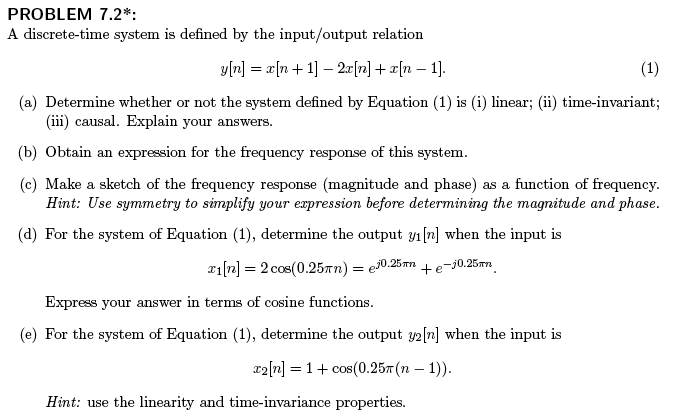 PROBLEM 7.2*:
A discrete-time system is defined by the input/output relation
y[n] = x[n + 1] − 2x[n] + x[n − 1]. (1)
(a) Determine whether or not the system defined by Equation (1) is (i) linear; (ii) time-invariant;
(iii) causal. Explain your answers.
(b) Obtain an expression for the frequency response of this system.
(c) Make a sketch of the frequency response (magnitude and phase) as a function of frequency.
Hint: Use symmetry to simplify your expression before determining the magnitude and phase.
(d) For the system of Equation (1), determine the output y₁[n] when the input is
x₁[n] = 2 cos(0.25πn) = e^{j0.25πn} + e^{−j0.25πn}.
Express your answer in terms of cosine functions.
(e) For the system of Equation (1), determine the output y₂[n] when the input is
x₂[n] = 1 + cos(0.25π(n − 1)).
Hint: use the linearity and time-invariance properties.